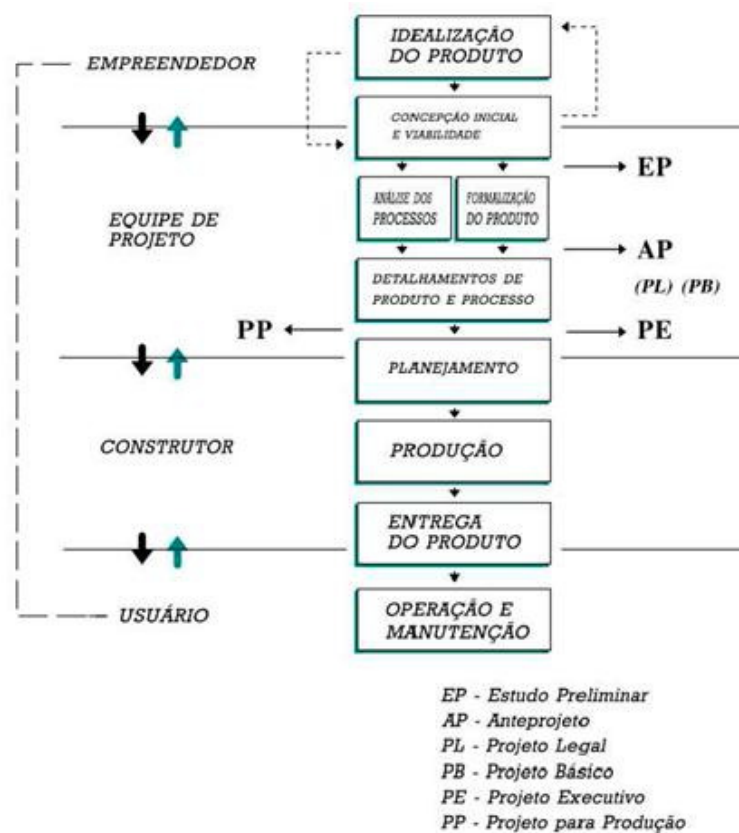 IDEALIZAÇÃO
DO PRODUTO
EMPREENDEDOR
CONCEPÇÃO INICIAL
E VIABILIDADE
EP
ANÁLISE DOS
PROCESSOS
FORMALIZAÇÃO
DO PRODUTO
EQUIPE DE
PROJETO
AP
(PL) (PB)
DETALHAMENTOS DE
PRODUTO E PROCESSO
PP
PE
PLANEJAMENTO
CONSTRUTOR
PRODUÇÃO
ENTREGA
DO PRODUTO
USUÁRIO
OPERAÇÃO E
MANUTENÇÃO
EP - Estudo Preliminar
AP - Anteprojeto
PL - Projeto Legal
PB - Projeto Básico
PE - Projeto Executivo
PP - Projeto para Produção